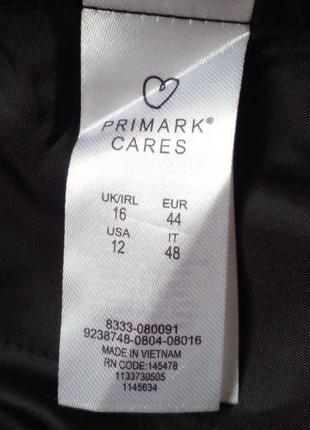 PRIMARK®
CARES
UK/IRL EUR
16 44
USA IT
12 48
8333-080091
9238748-0804-08016
MADE IN VIETNAM
RN CODE:145478
1133730505
1145634